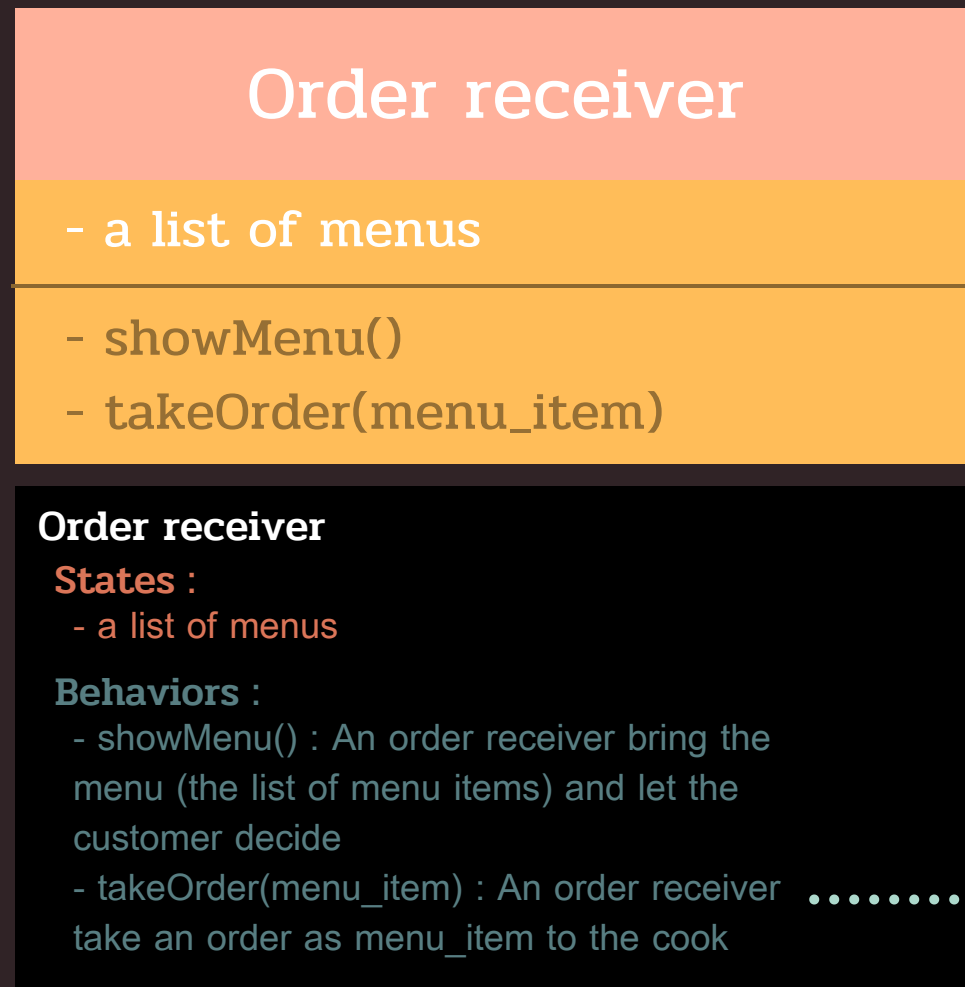 Order receiver
- a list of menus
- showMenu()
- takeOrder(menu_item)
Order receiver
States :
- a list of menus
Behaviors :
- showMenu() : An order receiver bring the
menu (the list of menu items) and let the
customer decide
- takeOrder(menu_item) : An order receiver
take an order as menu_item to the cook